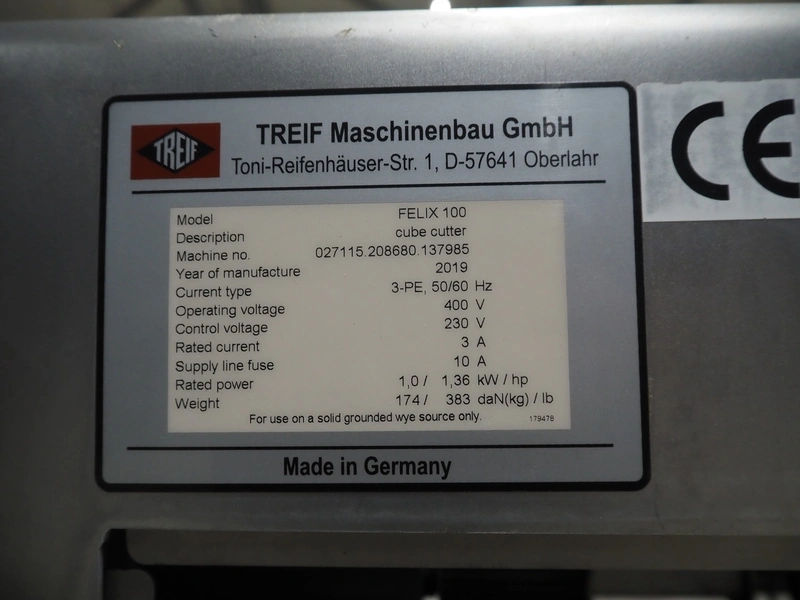 TREIF
TREIF Maschinenbau GmbH
Toni-Reifenhäuser-Str. 1, D-57641 Oberlahr
CE
Model FELIX 100
Description cube cutter
Machine no. 027115.208680.137985
Year of manufacture 2019
Current type 3-PE, 50/60 Hz
Operating voltage 400 V
Control voltage 230 V
Rated current 3 A
Supply line fuse 10 A
Rated power 1,0 / 1,36 kW / hp
Weight 174 / 383 daN(kg) / lb
For use on a solid grounded wye source only. 179478
Made in Germany